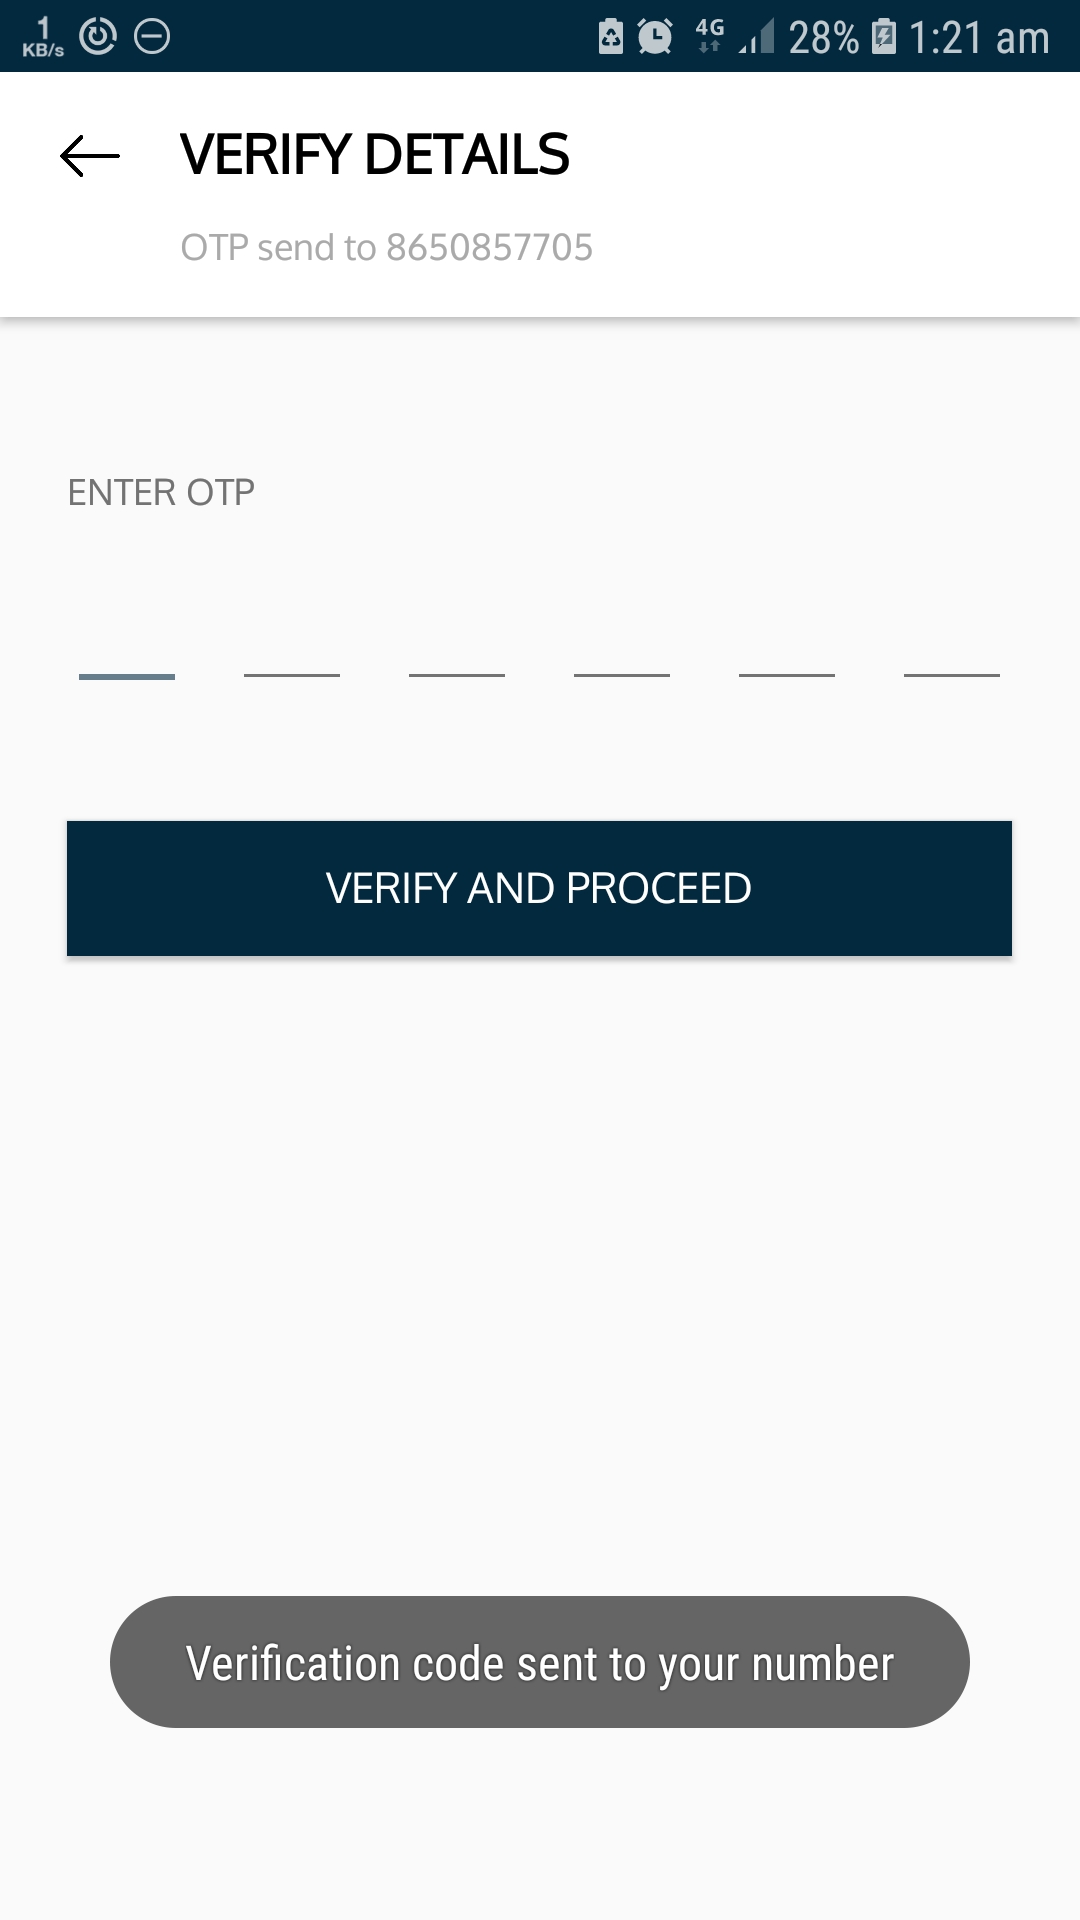 1
KB/s
4G 28% 1:21 am
VERIFY DETAILS
OTP send to 8650857705
ENTER OTP
VERIFY AND PROCEED
Verification code sent to your number